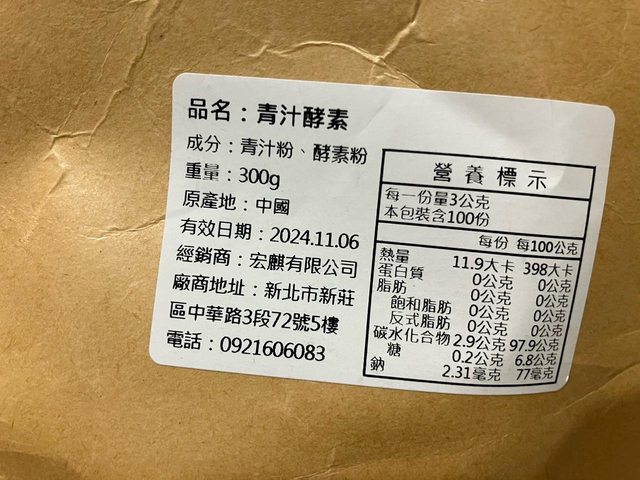 品名：青汁酵素
成分：青汁粉、酵素粉
重量：300g
原產地：中國
有效日期：2024.11.06
經銷商：宏麒有限公司
廠商地址：新北市新莊
區中華路3段72號5樓
電話：0921606083
營養標示
每一份量3公克
本包裝含100份
每份 每100公克
熱量 11.9大卡 398大卡
蛋白質 0公克 0公克
脂肪 0公克 0公克
飽和脂肪 0公克 0公克
反式脂肪 0公克 0公克
碳水化合物 2.9公克 97.9公克
糖 0.2公克 6.8公克
鈉 2.31毫克 77毫克